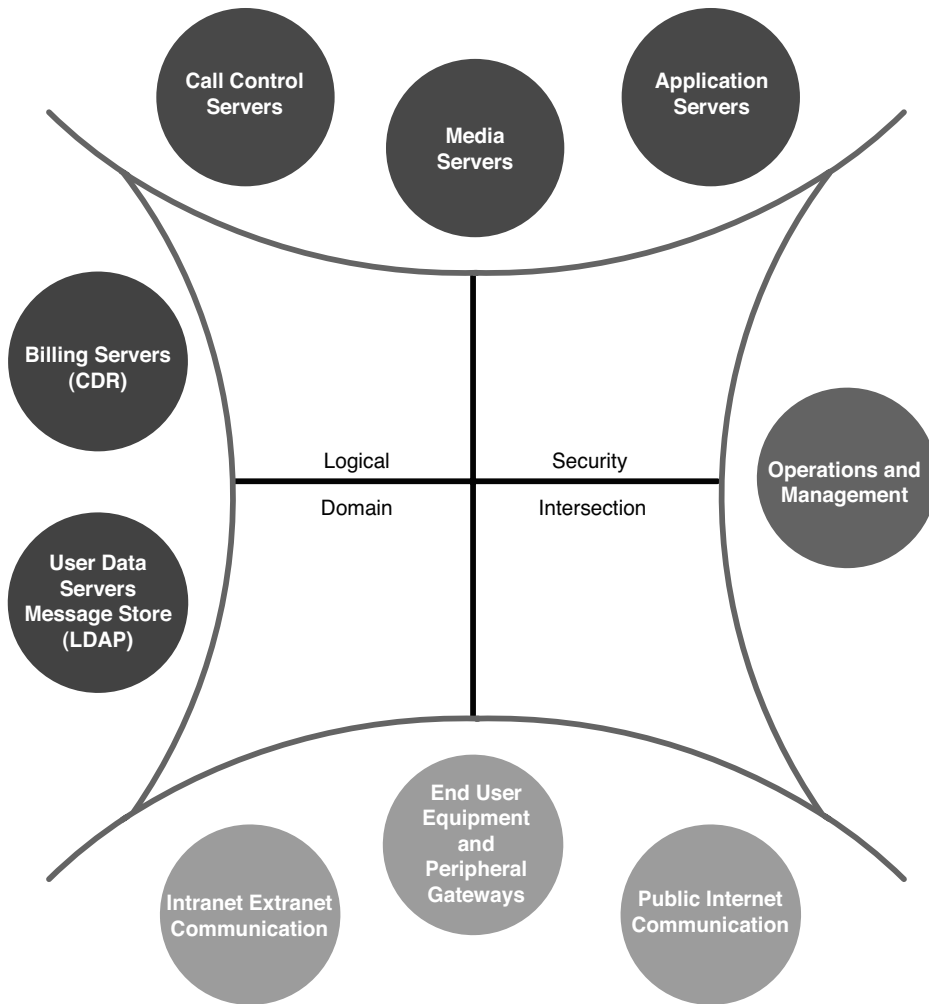 Call Control
Servers
Media
Servers
Application
Servers
Billing Servers
(CDR)
Logical
Security
Domain
Intersection
Operations and
Management
User Data
Servers
Message Store
(LDAP)
End User
Equipment
and
Peripheral
Gateways
Intranet Extranet
Communication
Public Internet
Communication